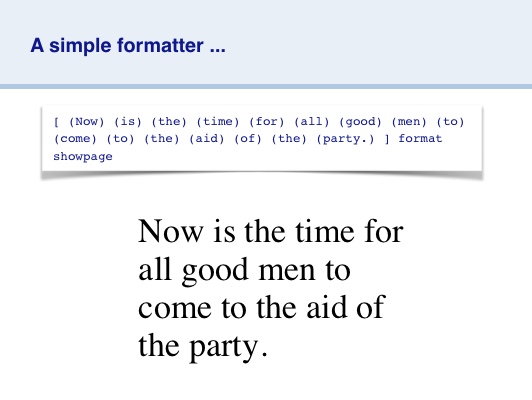 A simple formatter ...
[ (Now) (is) (the) (time) (for) (all) (good) (men) (to)
(come) (to) (the) (aid) (of) (the) (party.) ] format
showpage
Now is the time for
all good men to
come to the aid of
the party.